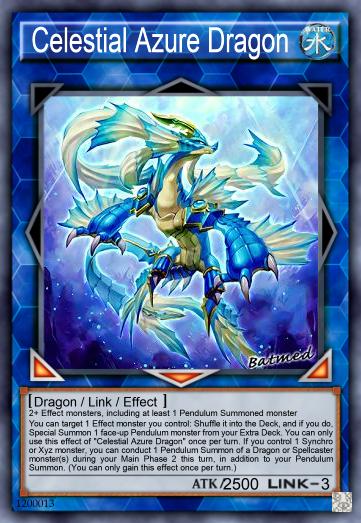 Celestial Azure Dragon
WATER
水
Batmed
[Dragon / Link / Effect ]
2+ Effect monsters, including at least 1 Pendulum Summoned monster
You can target 1 Effect monster you control: Shuffle it into the Deck, and if you do,
Special Summon 1 face-up Pendulum monster from your Extra Deck. You can only
use this effect of "Celestial Azure Dragon" once per turn. If you control 1 Synchro
or Xyz monster, you can conduct 1 Pendulum Summon of a Dragon or Spellcaster
monster(s) during your Main Phase 2 this turn, in addition to your Pendulum
Summon. (You can only gain this effect once per turn.)
ATK/2500 LINK-3
1200013